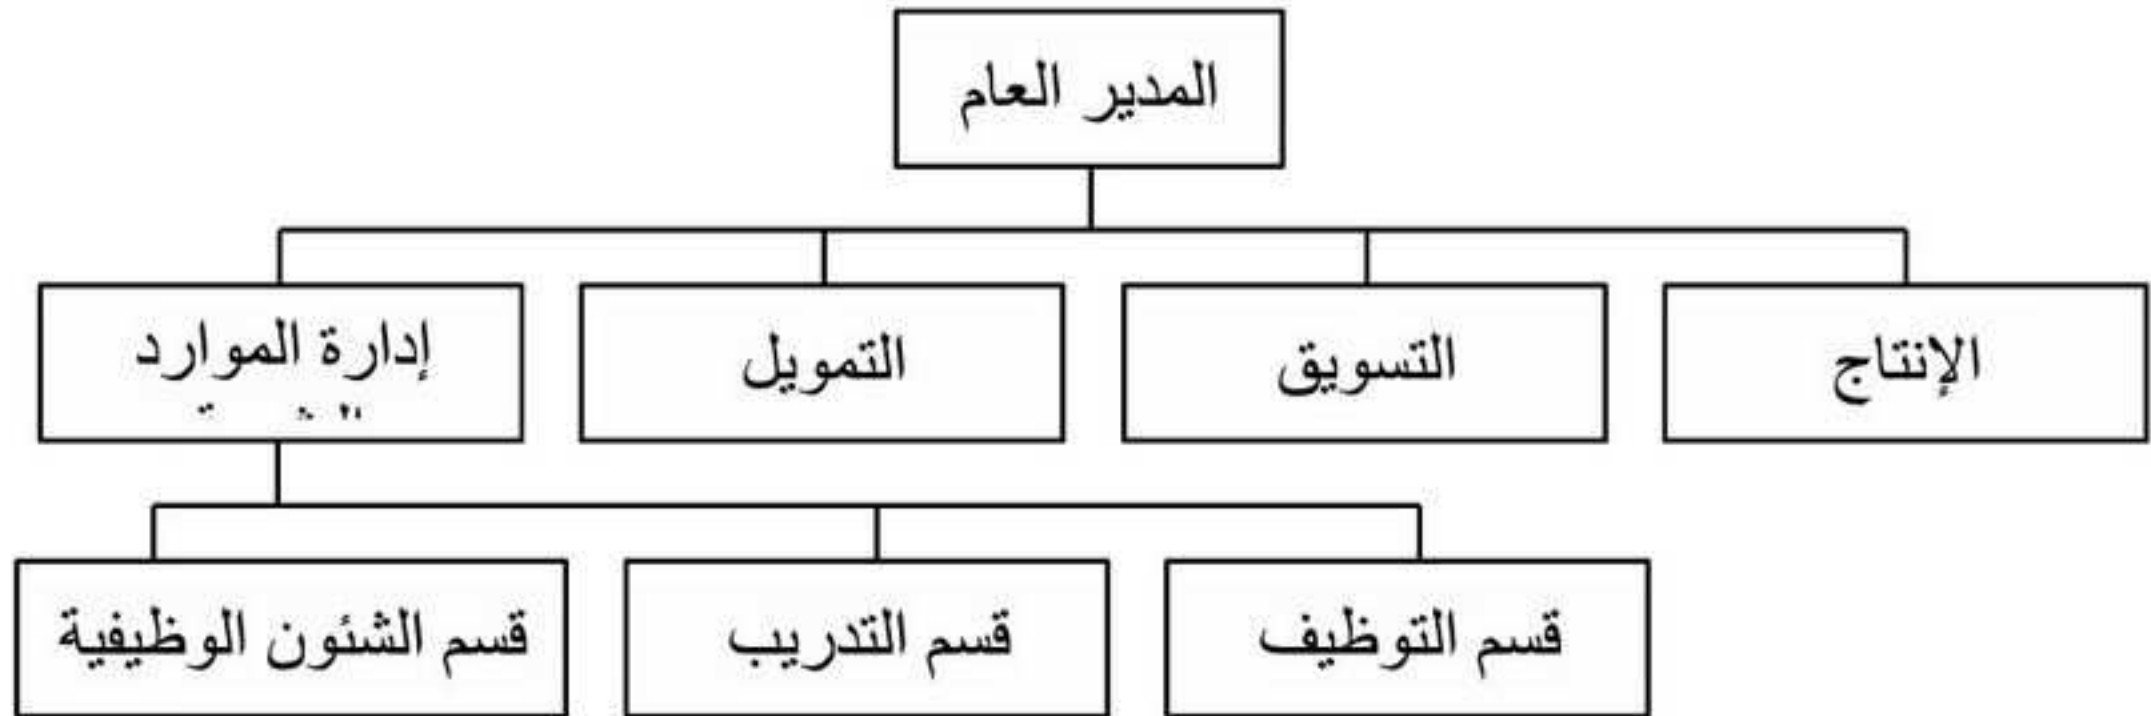 المدير العام
الإنتاج
التسويق
التمويل
إدارة الموارد
قسم التوظيف
قسم التدريب
قسم الشئون الوظيفية